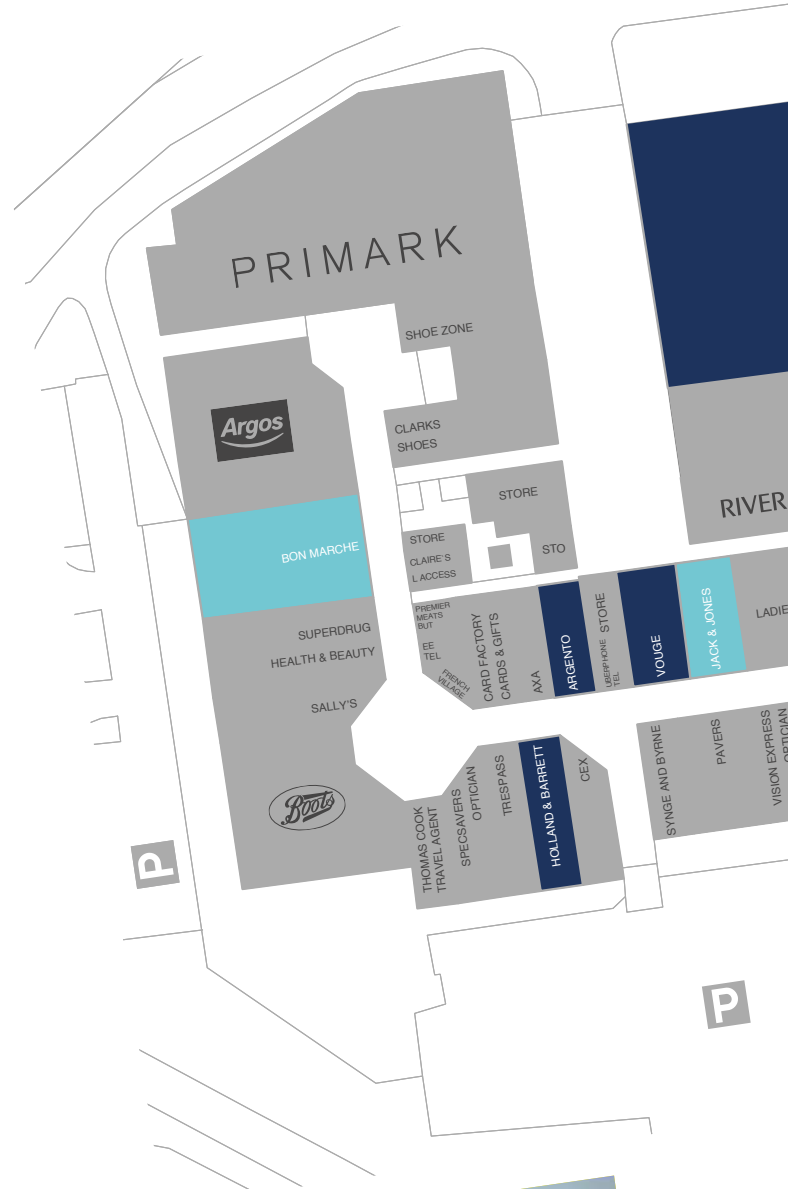 PRIMARK
SHOE ZONE
Argos
CLARKS
SHOES
STORE
RIVER
STORE
STO
BON MARCHE
CLAIRE'S
L ACCESS
PREMIER
MEATS
BUT
EE
TEL
FRENCH
VILLAGE
CARD FACTORY
CARDS & GIFTS
AXA
ARGENTO
STORE
UBERPHONE
TEL
VOUGE
JACK & JONES
LADIE
SUPERDRUG
HEALTH & BEAUTY
SALLY'S
Boots
THOMAS COOK
TRAVEL AGENT
SPECSAVERS
OPTICIAN
TRESPASS
HOLLAND & BARRETT
CEX
SYNGE AND BYRNE
PAVERS
VISION EXPRESS
OPTICIAN
P
P